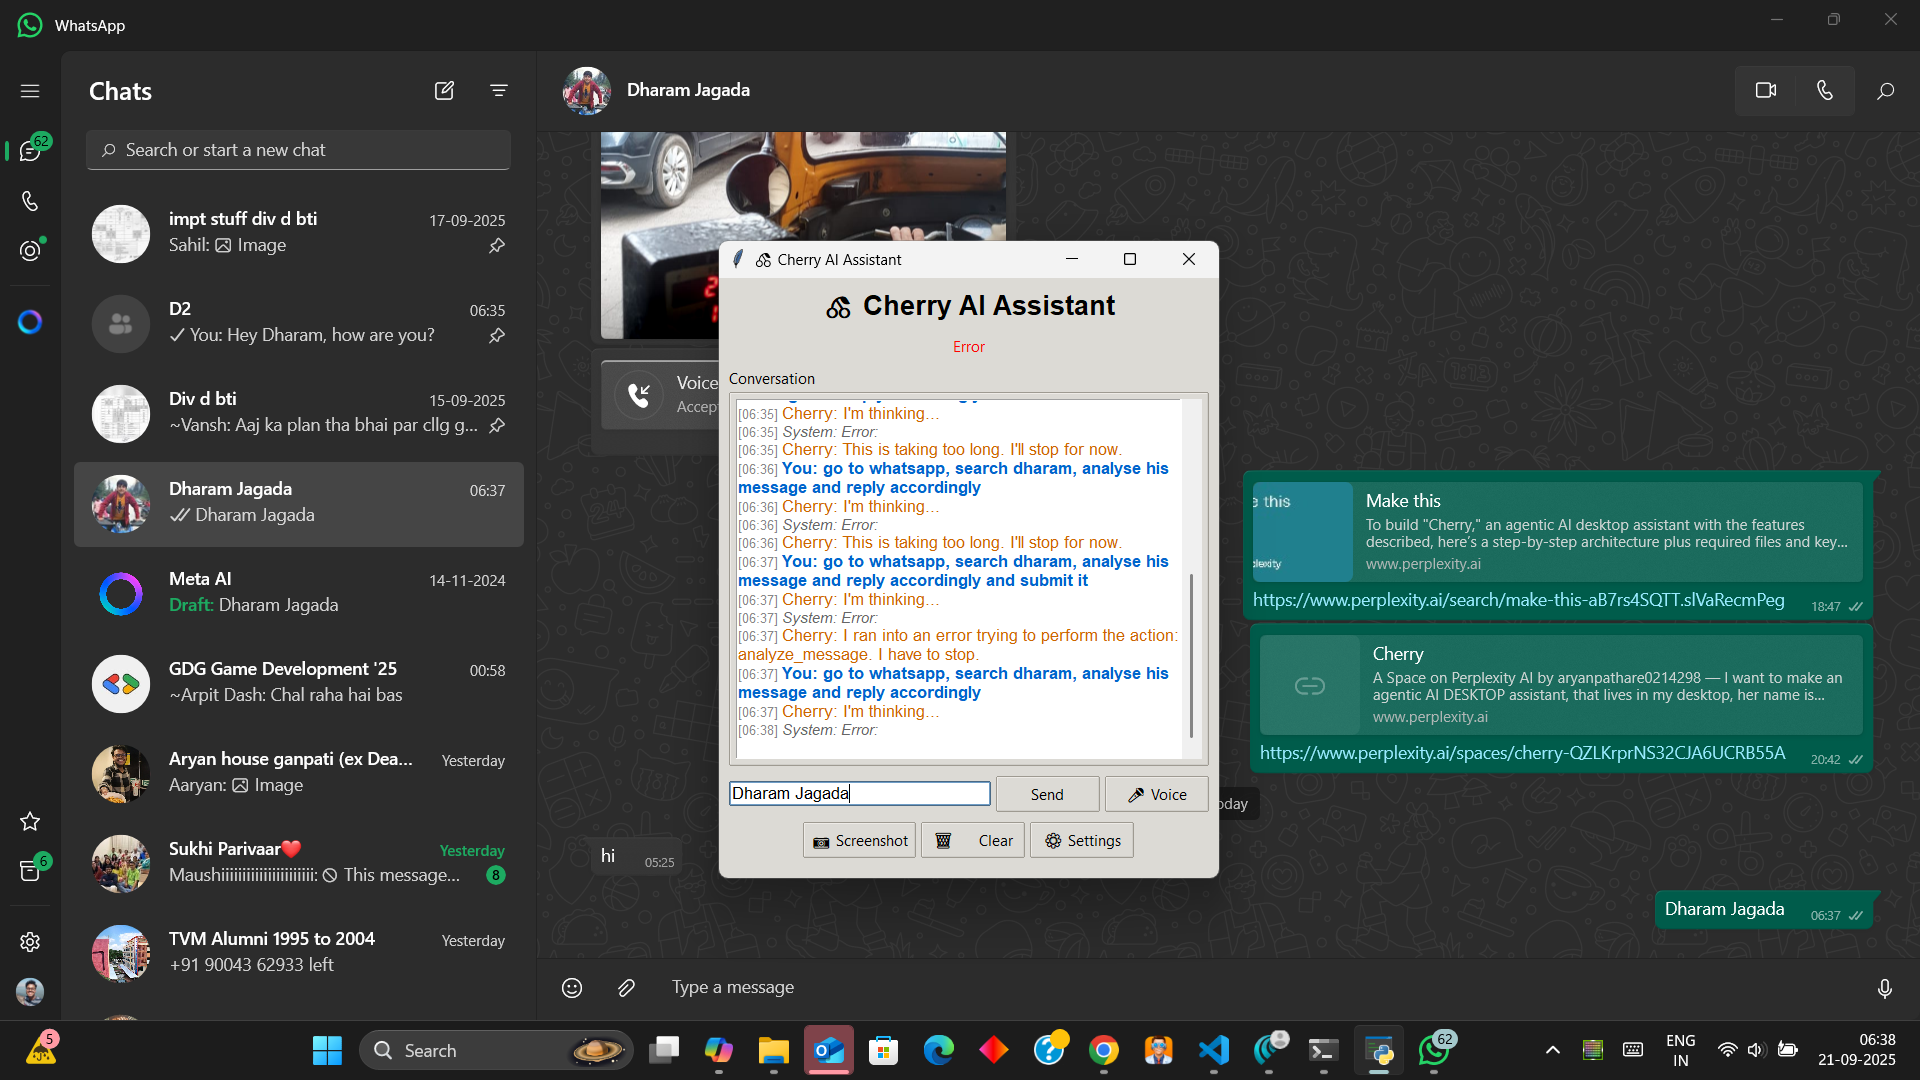 WhatsApp
Chats
62
Search or start a new chat
impt stuff div d bti
17-09-2025
Sahil: Image
D2
06:35
You: Hey Dharam, how are you?
Div d bti
15-09-2025
~Vansh: Aaj ka plan tha bhai par cllg g...
Dharam Jagada
06:37
Dharam Jagada
Meta AI
14-11-2024
Draft: Dharam Jagada
GDG Game Development '25
00:58
~Arpit Dash: Chal raha hai bas
Aryan house ganpati (ex Dea...
Yesterday
Aaryan: Image
Sukhi Parivaar
Yesterday
This message...
8
6
TVM Alumni 1995 to 2004
Yesterday
+91 90043 62933 left
Dharam Jagada
Voice
hi
05:25
Cherry AI Assistant
Cherry AI Assistant
Error
Conversation
[06:35] Cherry: I'm thinking...
[06:35] System: Error:
[06:35] Cherry: This is taking too long. I'll stop for now.
[06:36] You: go to whatsapp, search dharam, analyse his
message and reply accordingly
[06:36] Cherry: I'm thinking...
[06:36] System: Error:
[06:36] Cherry: This is taking too long. I'll stop for now.
[06:37] You: go to whatsapp, search dharam, analyse his
message and reply accordingly and submit it
[06:37] Cherry: I'm thinking...
[06:37] System: Error:
[06:37] Cherry: I ran into an error trying to perform the action:
analyze_message. I have to stop.
[06:37] You: go to whatsapp, search dharam, analyse his
message and reply accordingly
[06:37] Cherry: I'm thinking...
[06:38] System: Error:
Dharam Jagada
Send
Voice
Screenshot
Clear
Settings
this
Make this
To build "Cherry," an agentic AI desktop assistant with the features
described, here's a step-by-step architecture plus required files and key...
www.perplexity.ai
https://www.perplexity.ai/search/make-this-aB7rs4SQTT.slVaRecmPeg
18:47
Cherry
A Space on Perplexity AI by aryanpathare0214298 — I want to make an
agentic AI DESKTOP assistant, that lives in my desktop, her name is...
www.perplexity.ai
https://www.perplexity.ai/spaces/cherry-QZLKrprNS32CJA6UCRB55A
20:42
Dharam Jagada
06:37
Type a message
5
Search
62
ENG
IN
06:38
21-09-2025